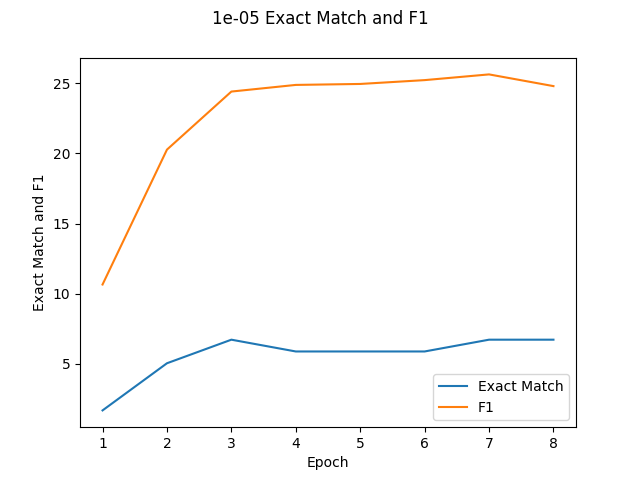 1e-05 Exact Match and F1
Exact Match and F1
25
20
15
10
5
Exact Match
F1
1 2 3 4 5 6 7 8
Epoch